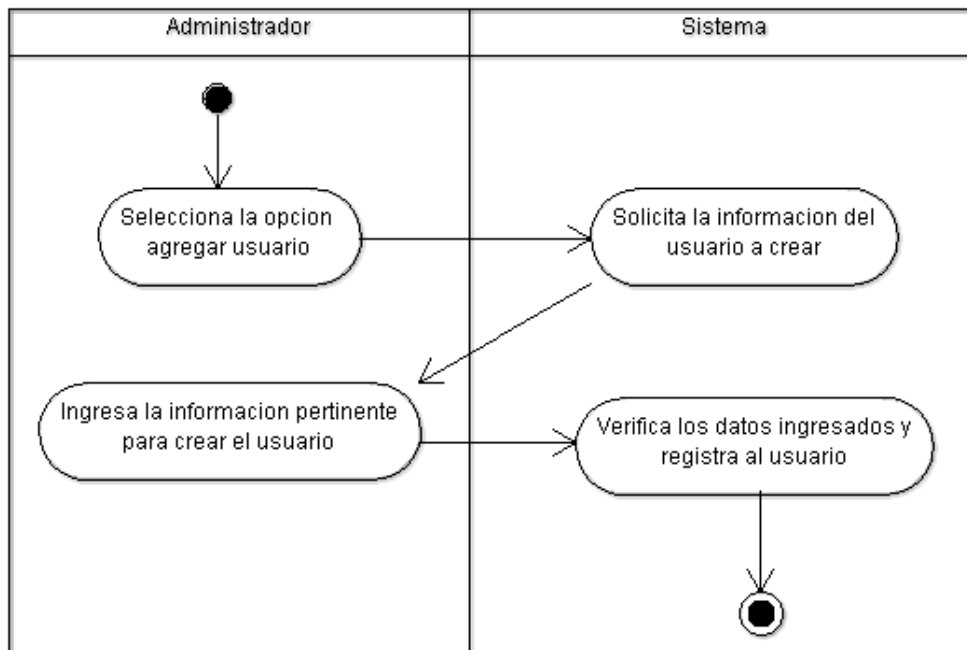 Administrador
Sistema
Selecciona la opcion
agregar usuario
Solicita la informacion del
usuario a crear
Ingresa la informacion pertinente
para crear el usuario
Verifica los datos ingresados y
registra al usuario